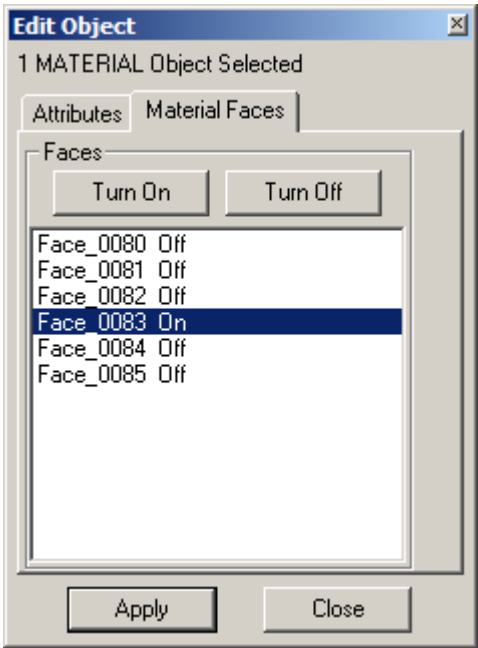 Edit Object
1 MATERIAL Object Selected
Attributes Material Faces
Faces
Turn On Turn Off
Face_0080 Off
Face_0081 Off
Face_0082 Off
Face_0083 On
Face_0084 Off
Face_0085 Off
Apply Close